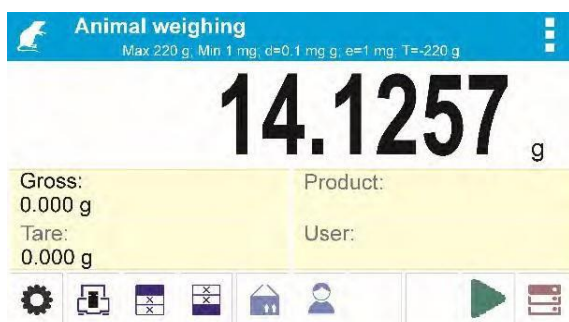 Animal weighing
Max 220 g; Min 1 mg; d=0.1 mg g; e=1 mg; T=-220 g
14.1257 g
Gross:
0.000 g
Product:
Tare:
0.000 g
User: